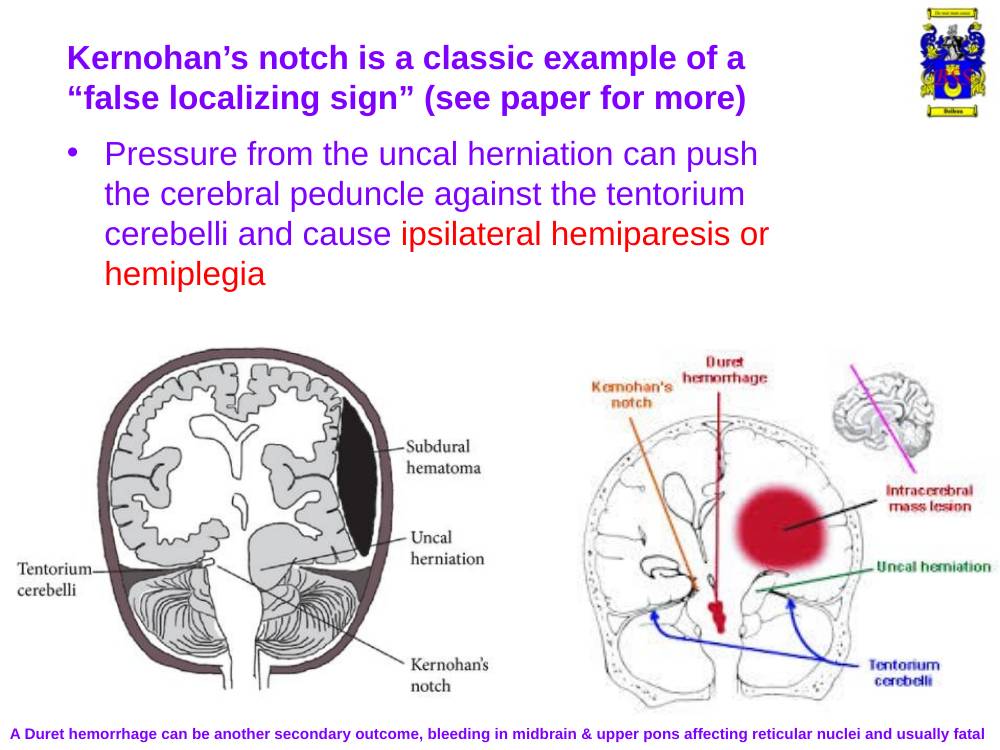 Kernohan’s notch is a classic example of a
“false localizing sign” (see paper for more)
• Pressure from the uncal herniation can push
the cerebral peduncle against the tentorium
cerebelli and cause ipsilateral hemiparesis or
hemiplegia
Subdural
hematoma
Uncal
herniation
Tentorium
cerebelli
Kernohan’s
notch
Duret
hemorrhage
Kernohan's
notch
Intracerebral
mass lesion
Uncal herniation
Tentorium
cerebelli
A Duret hemorrhage can be another secondary outcome, bleeding in midbrain & upper pons affecting reticular nuclei and usually fatal